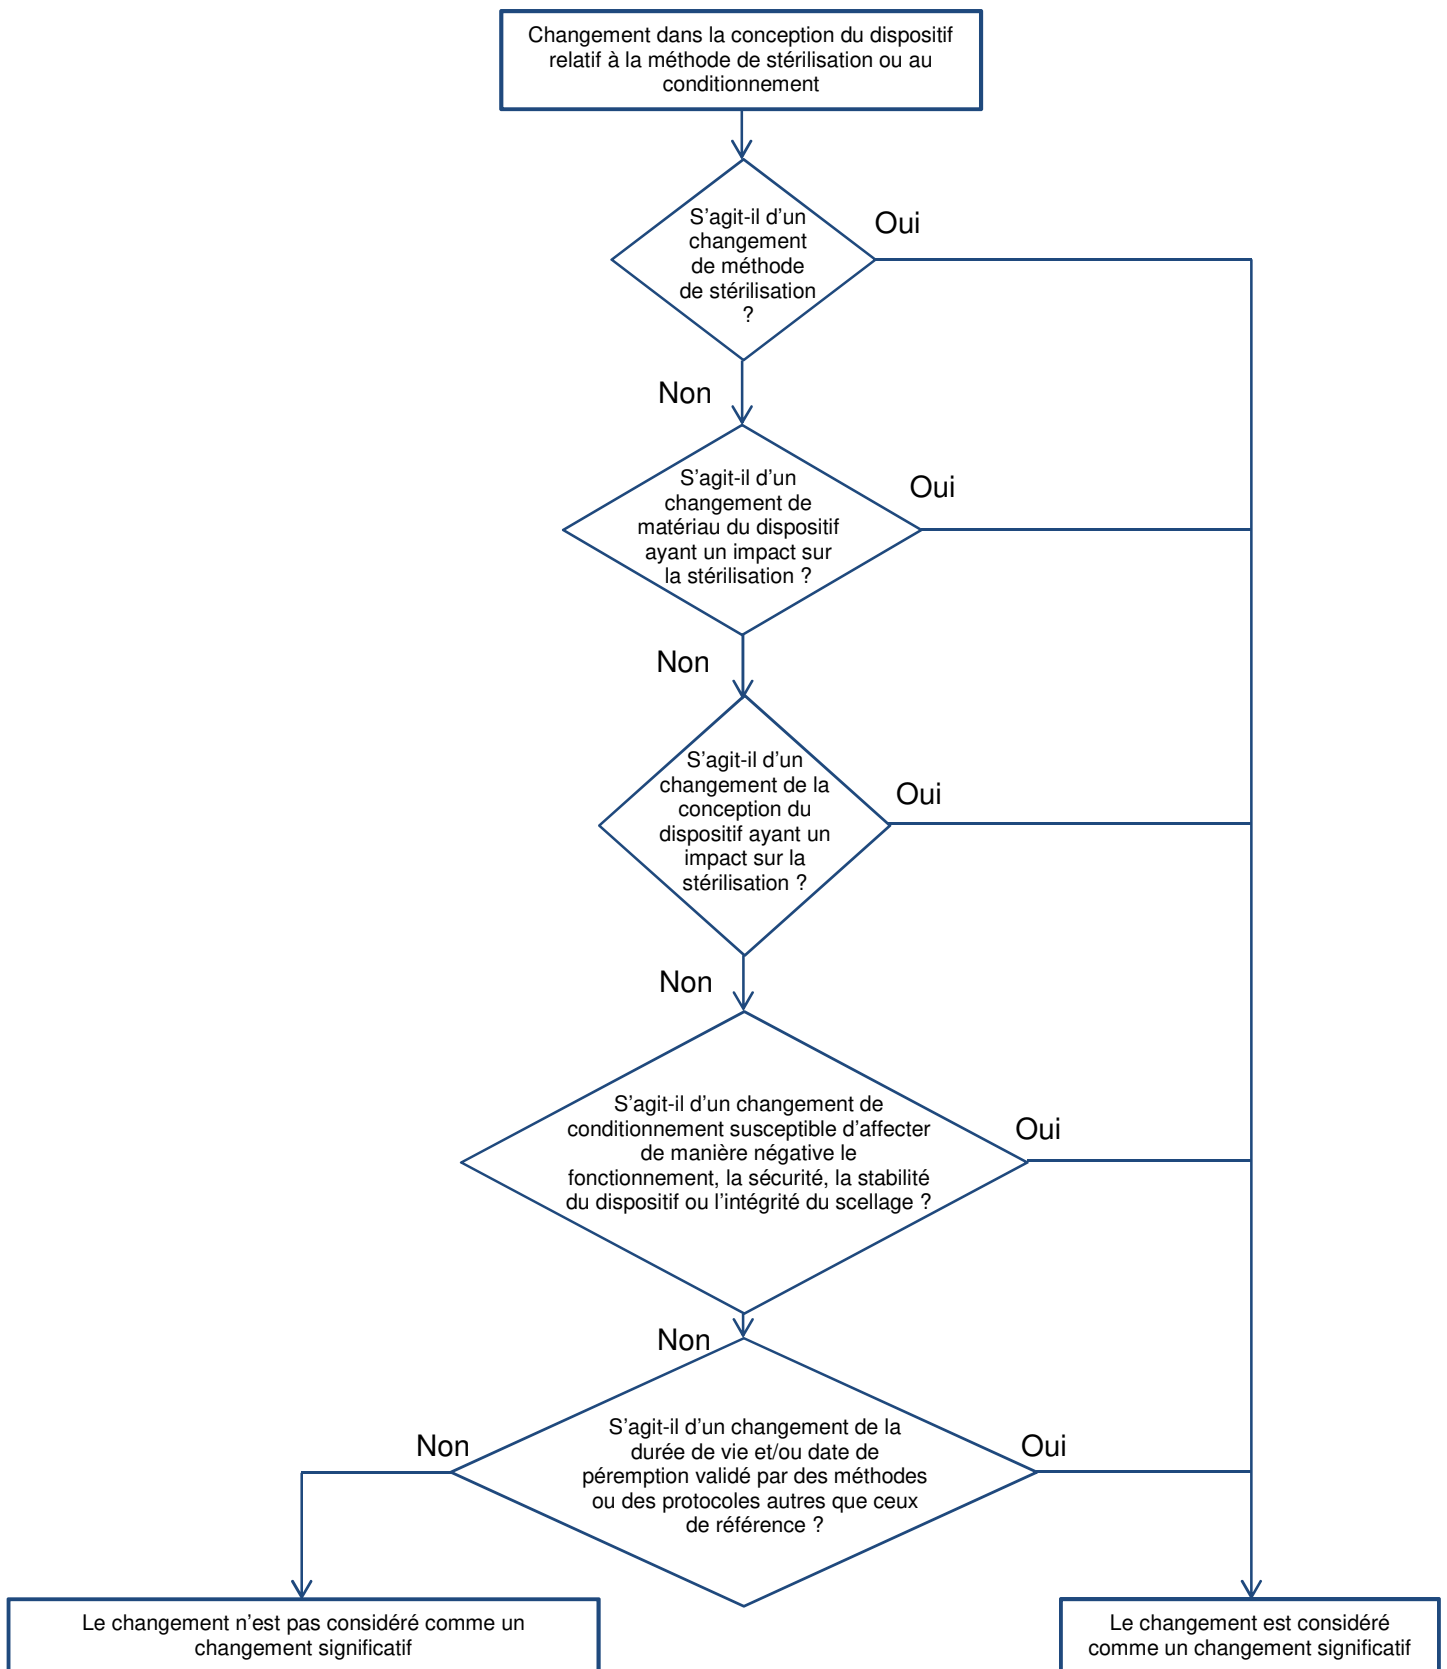 Changement dans la conception du dispositif
relatif à la méthode de stérilisation ou au
conditionnement
S’agit-il d’un
changement
de méthode
de stérilisation
?
Oui
Non
S’agit-il d’un
changement de
matériau du dispositif
ayant un impact sur
la stérilisation ?
Oui
Non
S’agit-il d’un
changement de la
conception du
dispositif ayant un
impact sur la
stérilisation ?
Oui
Non
S’agit-il d’un changement de
conditionnement susceptible d’affecter
de manière négative le
fonctionnement, la sécurité, la stabilité
du dispositif ou l’intégrité du scellage ?
Oui
Non
S’agit-il d’un changement de la
durée de vie et/ou date de
péremption validé par des méthodes
ou des protocoles autres que ceux
de référence ?
Non
Oui
Le changement n’est pas considéré comme un
changement significatif
Le changement est considéré
comme un changement significatif